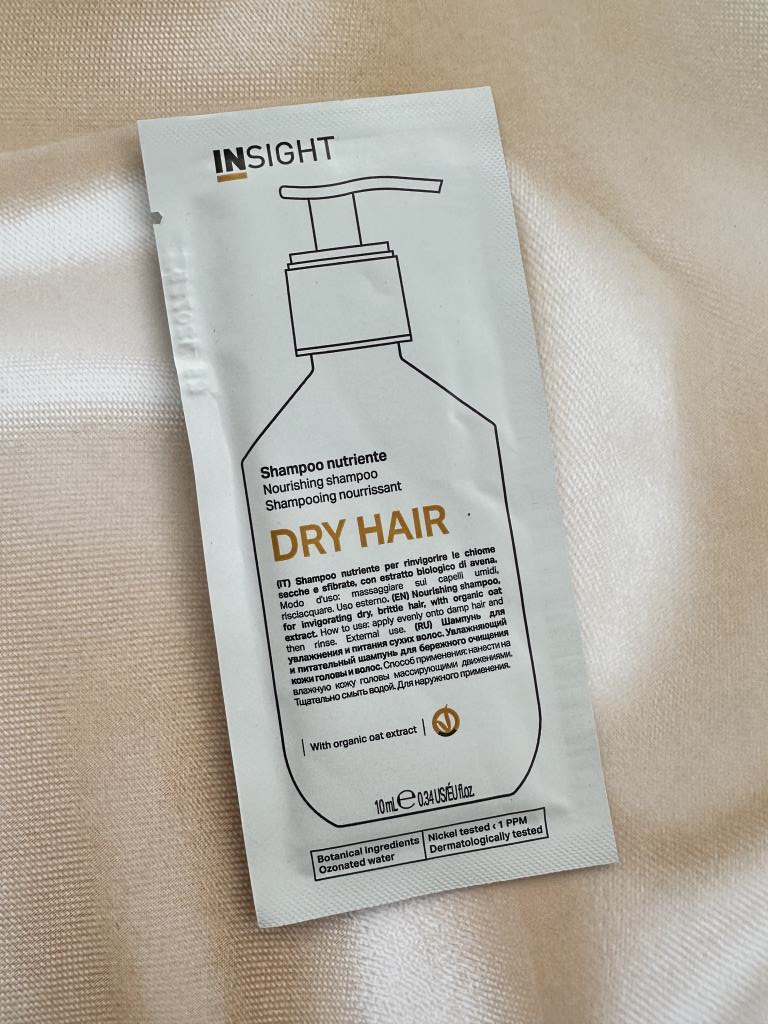 INSIGHT
Shampoo nutriente
Nourishing shampoo
Shampooing nourrissant
DRY HAIR
(IT) Shampoo nutriente per rinvigorire le chiome
secche e sfibrate, con estratto biologico di avena.
Modo d'uso: massaggiare sui capelli umidi,
risciacquare. Uso esterno. (EN) Nourishing shampoo,
for invigorating dry, brittle hair, with organic oat
extract. How to use: apply evenly onto damp hair and
then rinse. External use. (RU) Шампунь для
увлажнения и питания сухих волос. Увлажняющий
и питательный шампунь для бережного очищения
кожи головы и волос. Способ применения: нанести на
влажную кожу головы массирующими движениями.
Тщательно смыть водой. Для наружного применения.
With organic oat extract
10 mL ℮ 0.34 US/ÉU fl.oz.
Botanical Ingredients
Ozonated water
Nickel tested < 1 PPM
Dermatologically tested